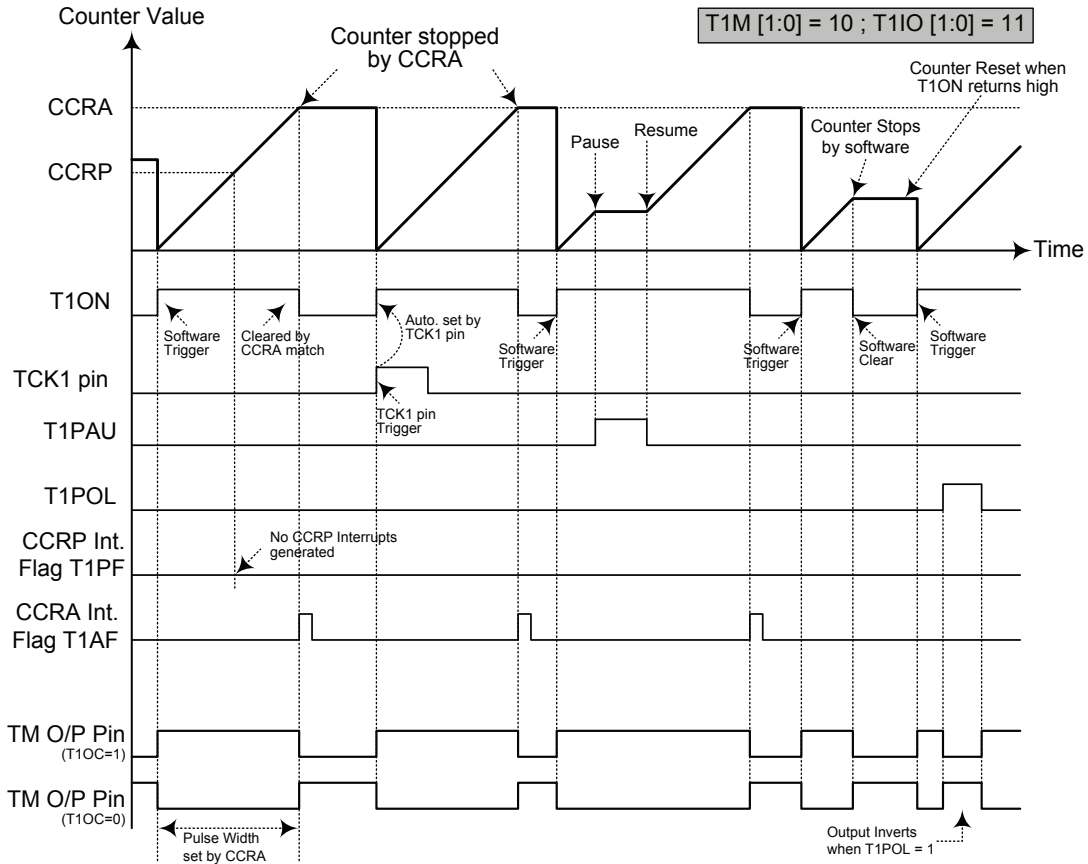 Counter Value
T1M [1:0] = 10 ; T1IO [1:0] = 11
Counter stopped
by CCRA
Counter Reset when
T1ON returns high
CCRA
Pause
Resume
Counter Stops
by software
CCRP
Time
T1ON
Software
Trigger
Cleared by
CCRA match
Auto. set by
TCK1 pin
Software
Trigger
Software
Trigger
Software
Clear
Software
Trigger
TCK1 pin
TCK1 pin
Trigger
T1PAU
T1POL
CCRP Int.
Flag T1PF
No CCRP Interrupts
generated
CCRA Int.
Flag T1AF
TM O/P Pin
(T1OC=1)
TM O/P Pin
(T1OC=0)
Pulse Width
set by CCRA
Output Inverts
when T1POL = 1